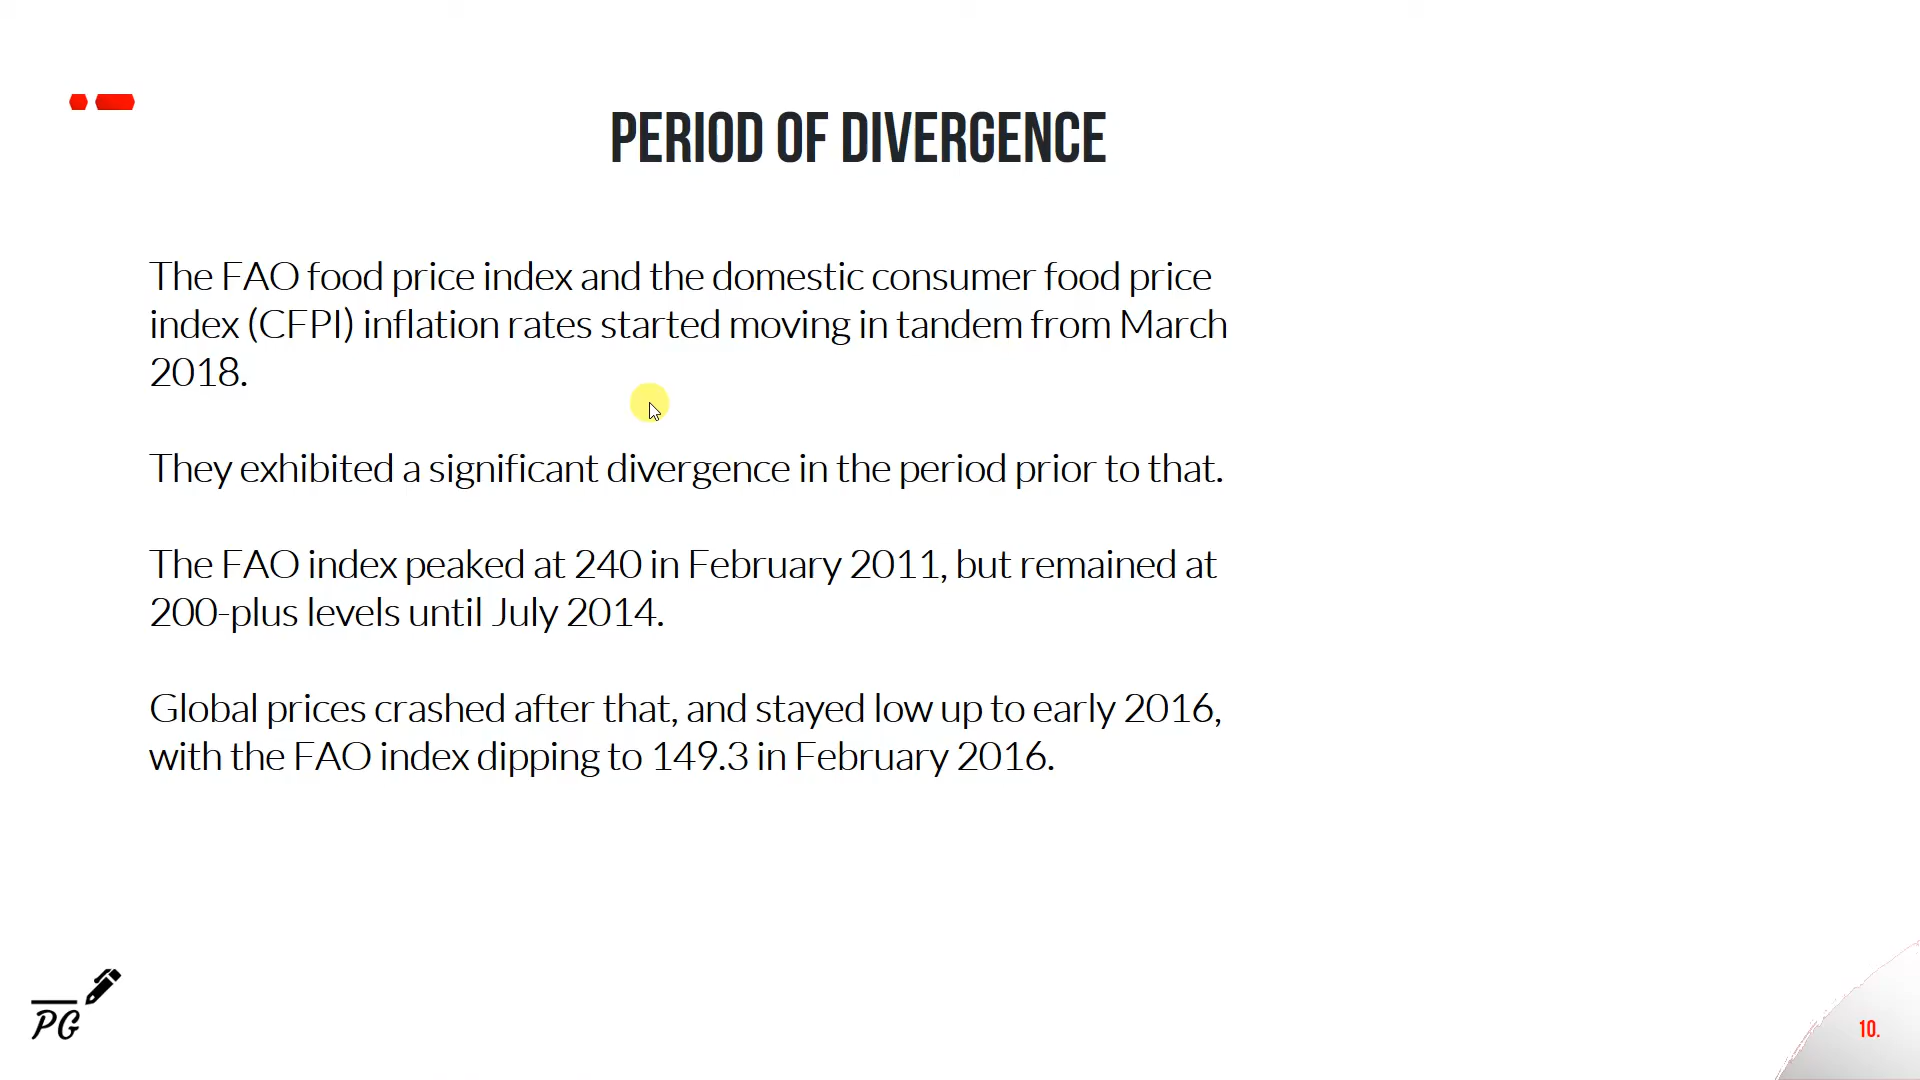 PERIOD OF DIVERGENCE
The FAO food price index and the domestic consumer food price
index (CFPI) inflation rates started moving in tandem from March
2018.
They exhibited a significant divergence in the period prior to that.
The FAO index peaked at 240 in February 2011, but remained at
200-plus levels until July 2014.
Global prices crashed after that, and stayed low up to early 2016,
with the FAO index dipping to 149.3 in February 2016.
PG
10.